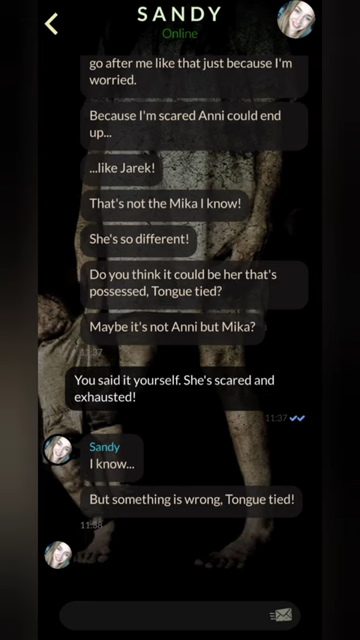 SANDY
Online
go after me like that just because I'm
worried.
Because I'm scared Anni could end
up...
...like Jarek!
That's not the Mika I know!
She's so different!
Do you think it could be her that's
possessed, Tongue tied?
Maybe it's not Anni but Mika?
You said it yourself. She's scared and
exhausted!
11:37
Sandy
I know...
But something is wrong, Tongue tied!
11:38